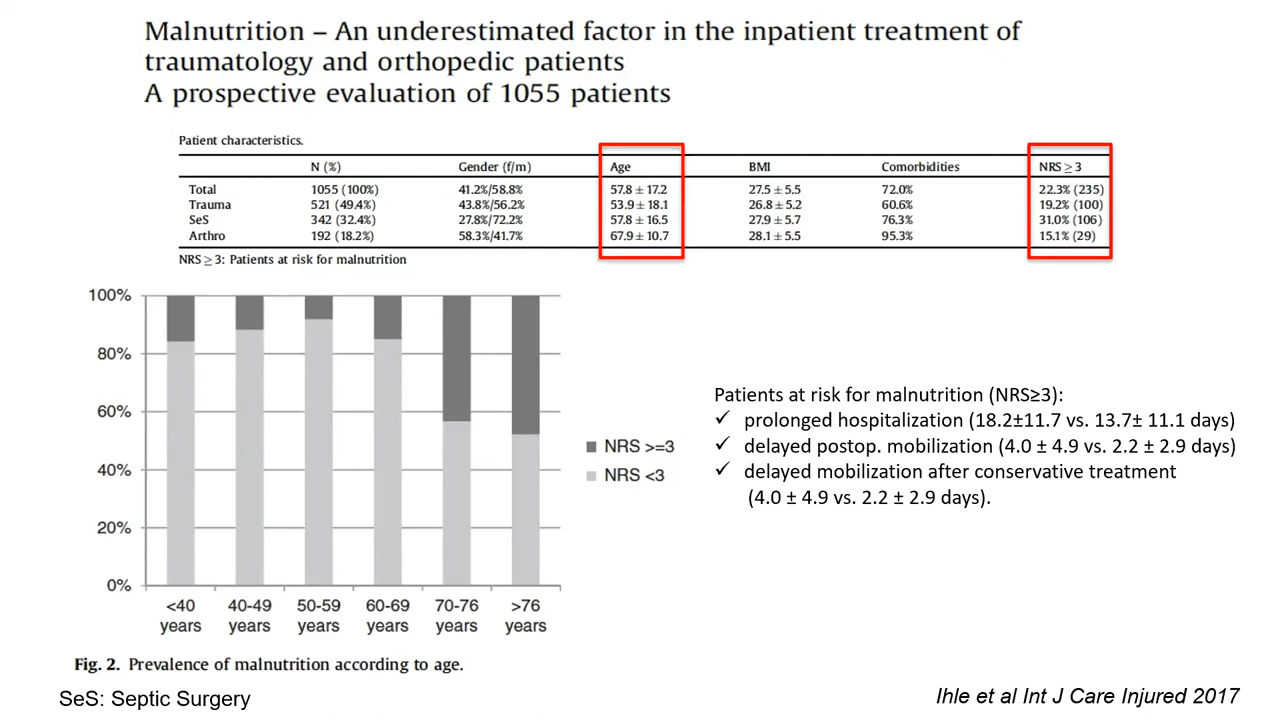 Malnutrition – An underestimated factor in the inpatient treatment of
traumatology and orthopedic patients
A prospective evaluation of 1055 patients
Patient characteristics.
N (%) Gender (f/m) Age BMI Comorbidities NRS ≥ 3
Total 1055 (100%) 41.2%/58.8% 57.8 ± 17.2 27.5 ± 5.5 72.0% 22.3% (235)
Trauma 521 (49.4%) 43.8%/56.2% 53.9 ± 18.1 26.8 ± 5.2 60.6% 19.2% (100)
SeS 342 (32.4%) 27.8%/72.2% 57.8 ± 16.5 27.9 ± 5.7 76.3% 31.0% (106)
Arthro 192 (18.2%) 58.3%/41.7% 67.9 ± 10.7 28.1 ± 5.5 95.3% 15.1% (29)
NRS ≥ 3: Patients at risk for malnutrition
100%
80%
60%
40%
20%
0%
<40 40-49 50-59 60-69 70-76 >76
years years years years years years
NRS >=3
NRS <3
Fig. 2. Prevalence of malnutrition according to age.
Patients at risk for malnutrition (NRS≥3):
✓ prolonged hospitalization (18.2±11.7 vs. 13.7± 11.1 days)
✓ delayed postop. mobilization (4.0 ± 4.9 vs. 2.2 ± 2.9 days)
✓ delayed mobilization after conservative treatment
(4.0 ± 4.9 vs. 2.2 ± 2.9 days).
SeS: Septic Surgery
Ihle et al Int J Care Injured 2017